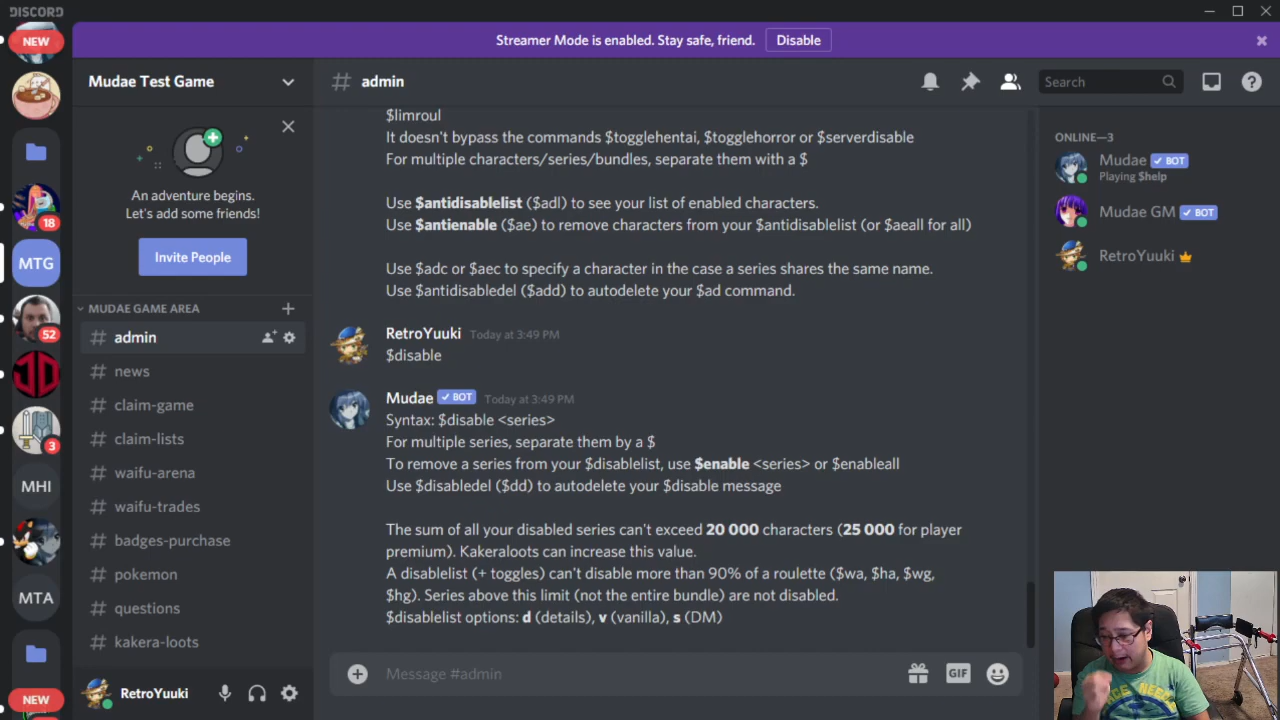 DISCORD
Streamer Mode is enabled. Stay safe, friend.
Disable
NEW
18
MTG
52
3
MHI
MTA
NEW
Mudae Test Game
An adventure begins.
Let's add some friends!
Invite People
MUDAE GAME AREA
# admin
# news
# claim-game
# claim-lists
# waifu-arena
# waifu-trades
# badges-purchase
# pokemon
# questions
# kakera-loots
RetroYuuki
# admin
Search
$limroul
It doesn't bypass the commands $togglehentai, $togglehorror or $serverdisable
For multiple characters/series/bundles, separate them with a $
Use $antidisablelist ($adl) to see your list of enabled characters.
Use $antienable ($ae) to remove characters from your $antidisablelist (or $aeall for all)
Use $adc or $aec to specify a character in the case a series shares the same name.
Use $antidisabledel ($add) to autodelete your $ad command.
RetroYuuki Today at 3:49 PM
$disable
Mudae BOT Today at 3:49 PM
Syntax: $disable <series>
For multiple series, separate them by a $
To remove a series from your $disablelist, use $enable <series> or $enableall
Use $disabledel ($dd) to autodelete your $disable message
The sum of all your disabled series can't exceed 20 000 characters (25 000 for player
premium). Kakeraloots can increase this value.
A disablelist (+ toggles) can't disable more than 90% of a roulette ($wa, $ha, $wg,
$hg). Series above this limit (not the entire bundle) are not disabled.
$disablelist options: d (details), v (vanilla), s (DM)
Message #admin
GIF
ONLINE—3
Mudae BOT
Playing $help
Mudae GM BOT
RetroYuuki